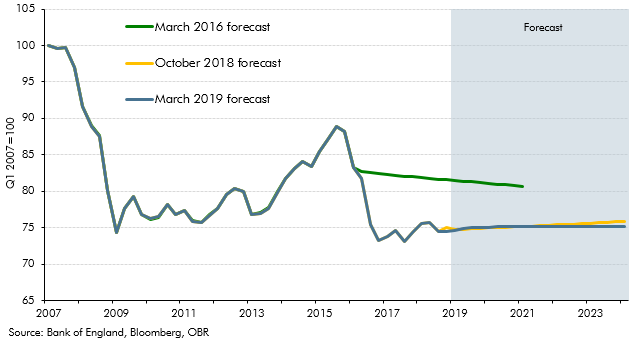 105
100
95
90
85
80
75
70
65
Q1 2007=100
March 2016 forecast
October 2018 forecast
March 2019 forecast
Forecast
2007 2009 2011 2013 2015 2017 2019 2021 2023
Source: Bank of England, Bloomberg, OBR